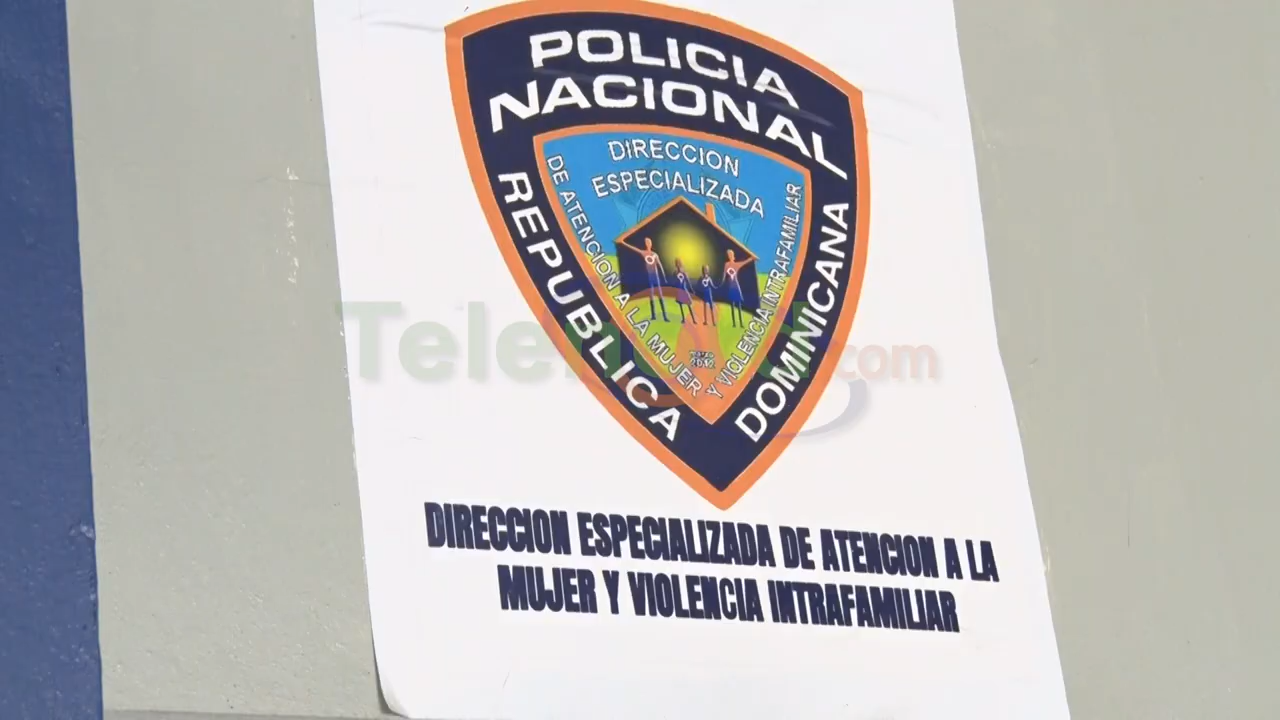 POLICIA
NACIONAL
REPUBLICA
DOMINICANA
DIRECCION
ESPECIALIZADA
DE ATENCION A LA MUJER
Y VIOLENCIA INTRAFAMILIAR
.com
DIRECCION ESPECIALIZADA DE ATENCION A LA
MUJER Y VIOLENCIA INTRAFAMILIAR